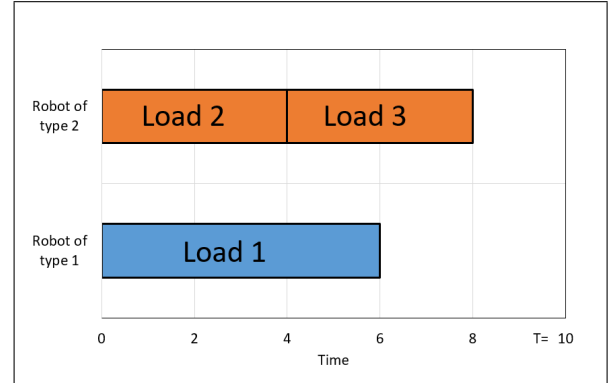 Robot of
type 2
Load 2
Load 3
Robot of
type 1
Load 1
0 2 4 6 8 T= 10
Time